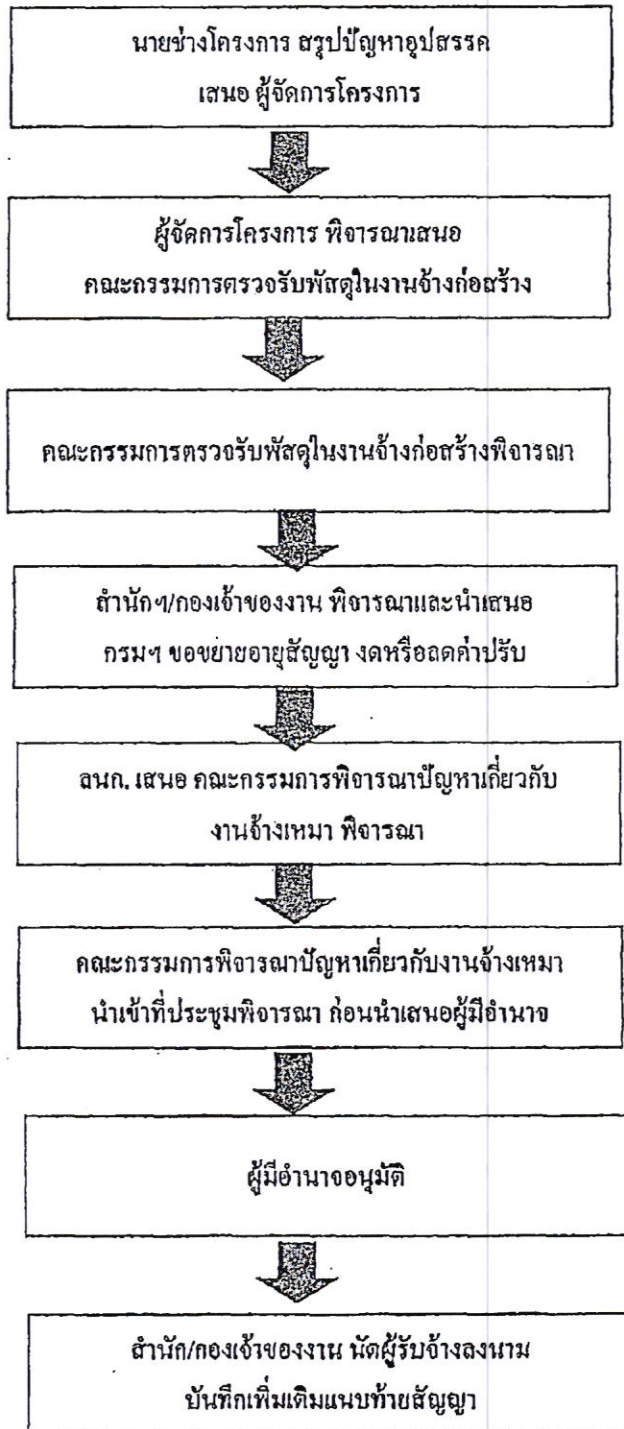 นายช่างโครงการ สรุปปัญหาอุปสรรค
เสนอ ผู้จัดการโครงการ
ผู้จัดการโครงการ พิจารณาเสนอ
คณะกรรมการตรวจรับพัสดุในงานจ้างก่อสร้าง
คณะกรรมการตรวจรับพัสดุในงานจ้างก่อสร้างพิจารณา
สำนักฯ/กองเจ้าของงาน พิจารณาและนำเสนอ
กรมฯ ขอขยายอายุสัญญา งดหรือลดค่าปรับ
ลนก. เสนอ คณะกรรมการพิจารณาปัญหาเกี่ยวกับ
งานจ้างเหมา พิจารณา
คณะกรรมการพิจารณาปัญหาเกี่ยวกับงานจ้างเหมา
นำเข้าที่ประชุมพิจารณา ก่อนนำเสนอผู้มีอำนาจ
ผู้มีอำนาจอนุมัติ
สำนัก/กองเจ้าของงาน นัดผู้รับจ้างลงนาม
บันทึกเพิ่มเติมแนบท้ายสัญญา